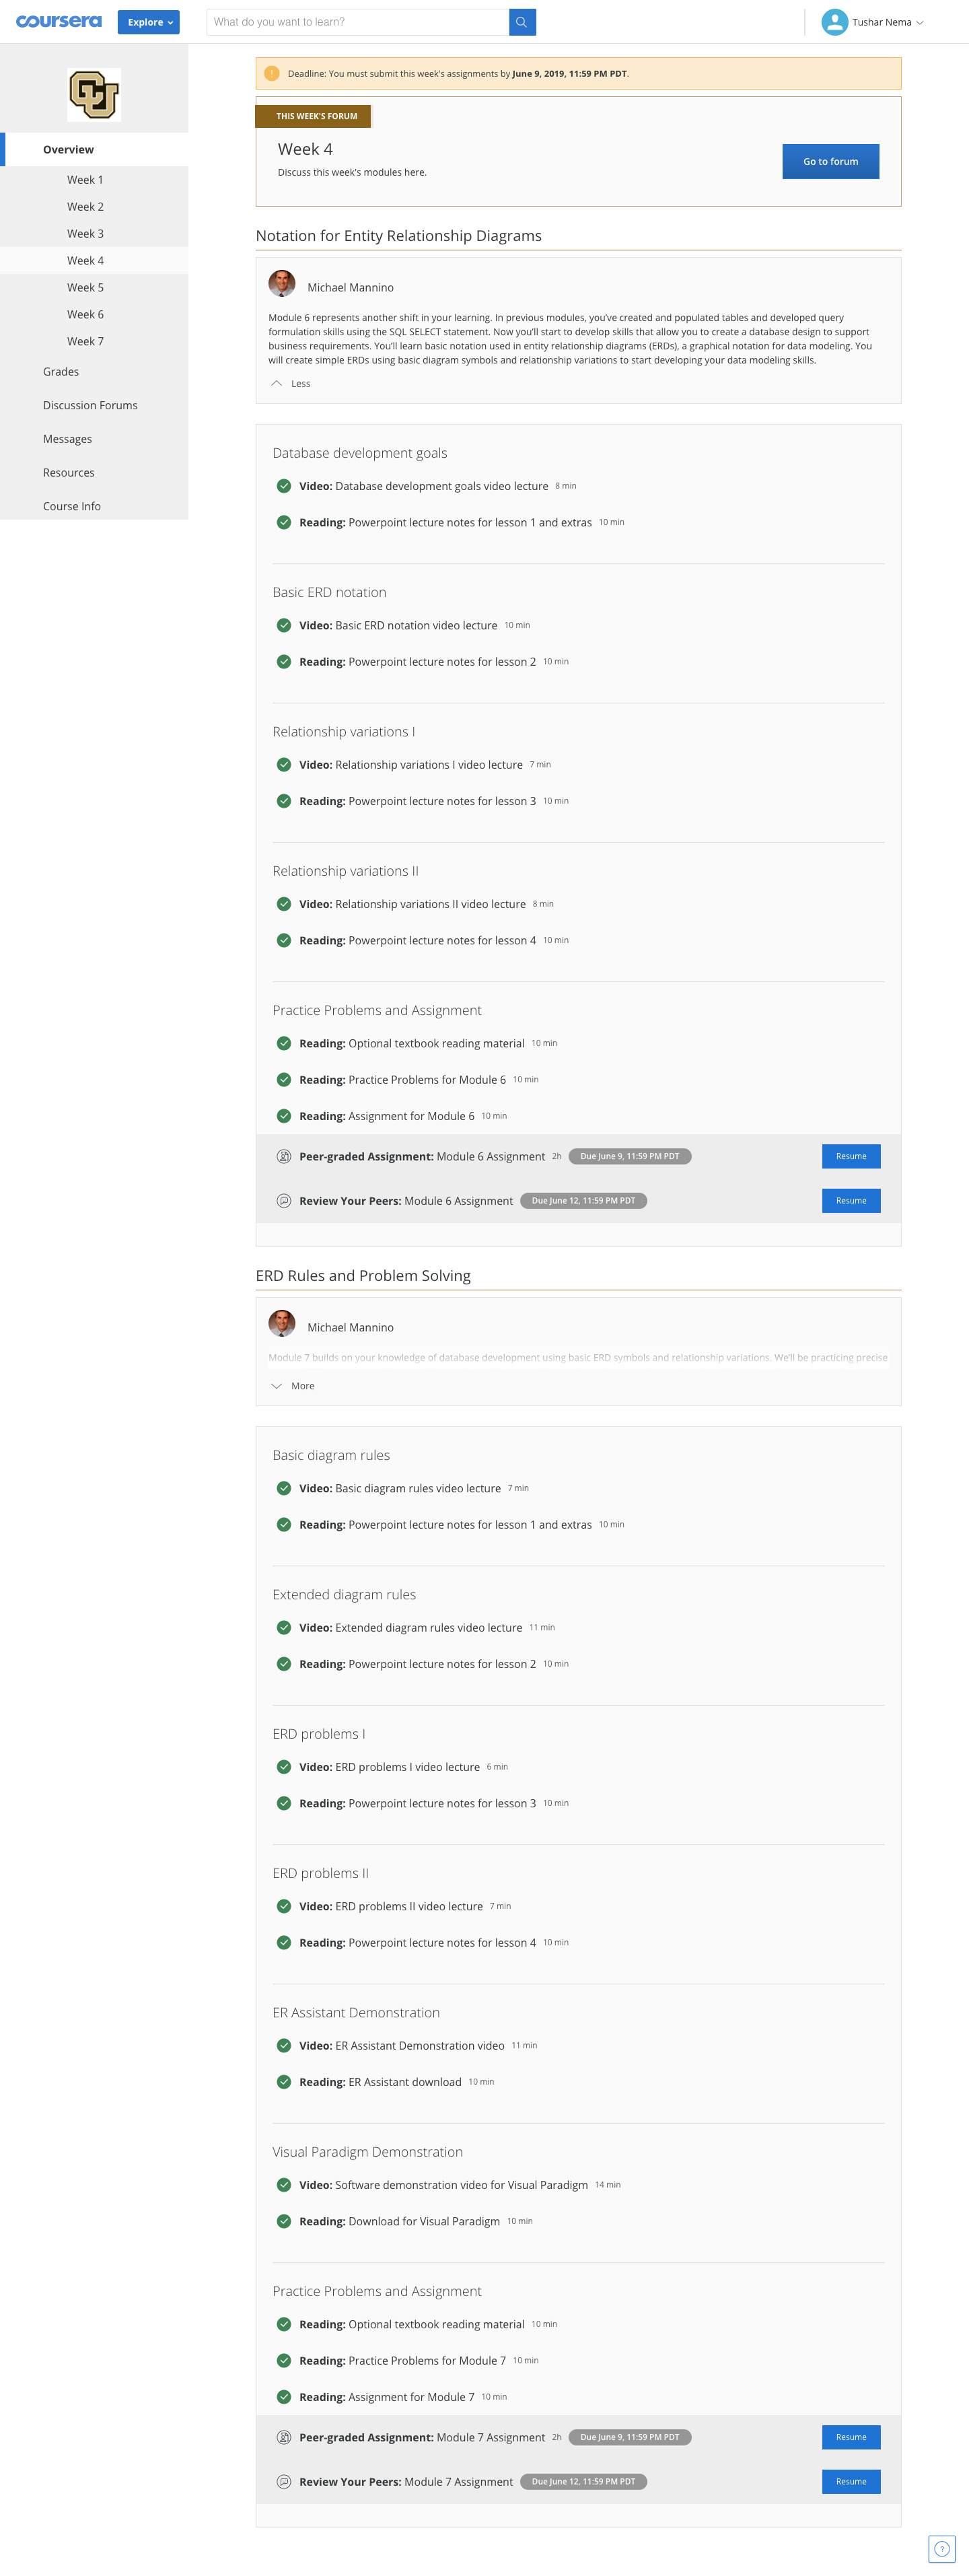 coursera
Explore
What do you want to learn?
Tushar Nema
Overview
Week 1
Week 2
Week 3
Week 4
Week 5
Week 6
Week 7
Grades
Discussion Forums
Messages
Resources
Course Info
Deadline: You must submit this week's assignments by June 9, 2019, 11:59 PM PDT.
THIS WEEK'S FORUM
Week 4
Discuss this week's modules here.
Go to forum
Notation for Entity Relationship Diagrams
Michael Mannino
Module 6 represents another shift in your learning. In previous modules, you've created and populated tables and developed query
formulation skills using the SQL SELECT statement. Now you'll start to develop skills that allow you to create a database design to support
business requirements. You'll learn basic notation used in entity relationship diagrams (ERDs), a graphical notation for data modeling. You
will create simple ERDs using basic diagram symbols and relationship variations to start developing your data modeling skills.
Less
Database development goals
Video: Database development goals video lecture 8 min
Reading: Powerpoint lecture notes for lesson 1 and extras 10 min
Basic ERD notation
Video: Basic ERD notation video lecture 10 min
Reading: Powerpoint lecture notes for lesson 2 10 min
Relationship variations I
Video: Relationship variations I video lecture 7 min
Reading: Powerpoint lecture notes for lesson 3 10 min
Relationship variations II
Video: Relationship variations II video lecture 8 min
Reading: Powerpoint lecture notes for lesson 4 10 min
Practice Problems and Assignment
Reading: Optional textbook reading material 10 min
Reading: Practice Problems for Module 6 10 min
Reading: Assignment for Module 6 10 min
Peer-graded Assignment: Module 6 Assignment 2h Due June 9, 11:59 PM PDT Resume
Review Your Peers: Module 6 Assignment Due June 12, 11:59 PM PDT Resume
ERD Rules and Problem Solving
Michael Mannino
Module 7 builds on your knowledge of database development using basic ERD symbols and relationship variations. We'll be practicing precise
More
Basic diagram rules
Video: Basic diagram rules video lecture 7 min
Reading: Powerpoint lecture notes for lesson 1 and extras 10 min
Extended diagram rules
Video: Extended diagram rules video lecture 11 min
Reading: Powerpoint lecture notes for lesson 2 10 min
ERD problems I
Video: ERD problems I video lecture 6 min
Reading: Powerpoint lecture notes for lesson 3 10 min
ERD problems II
Video: ERD problems II video lecture 7 min
Reading: Powerpoint lecture notes for lesson 4 10 min
ER Assistant Demonstration
Video: ER Assistant Demonstration video 11 min
Reading: ER Assistant download 10 min
Visual Paradigm Demonstration
Video: Software demonstration video for Visual Paradigm 14 min
Reading: Download for Visual Paradigm 10 min
Practice Problems and Assignment
Reading: Optional textbook reading material 10 min
Reading: Practice Problems for Module 7 10 min
Reading: Assignment for Module 7 10 min
Peer-graded Assignment: Module 7 Assignment 2h Due June 9, 11:59 PM PDT Resume
Review Your Peers: Module 7 Assignment Due June 12, 11:59 PM PDT Resume